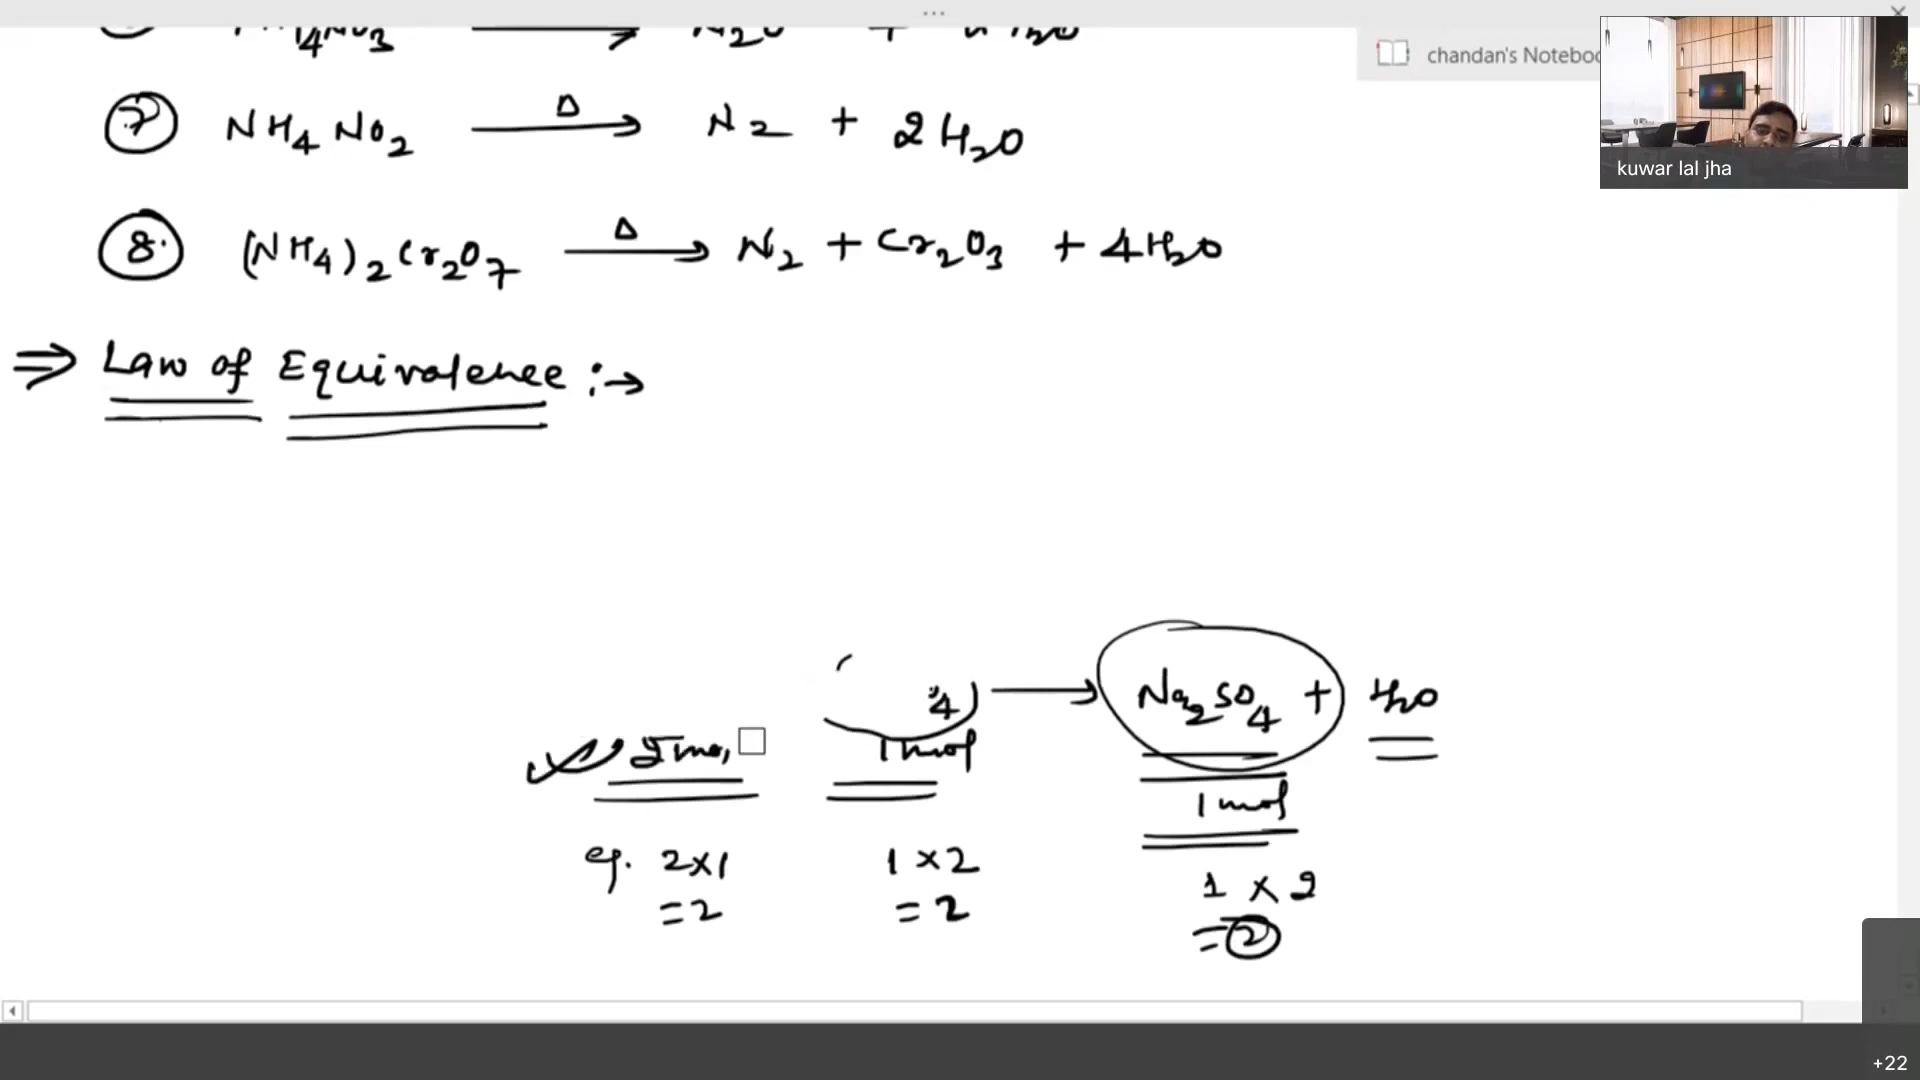 chandan's Noteboo
kuwar lal jha
⑦ NH4NO2 —Δ→ N2 + 2H2O
⑧. (NH4)2Cr2O7 —Δ→ N2 + Cr2O3 + 4H2O
⇒ Law of Equivalence :→
4) → Na2SO4 + H2O
1 mol
1 mol
eq. 2×1 1×2
1 × 2
=2 =2
=②
+22